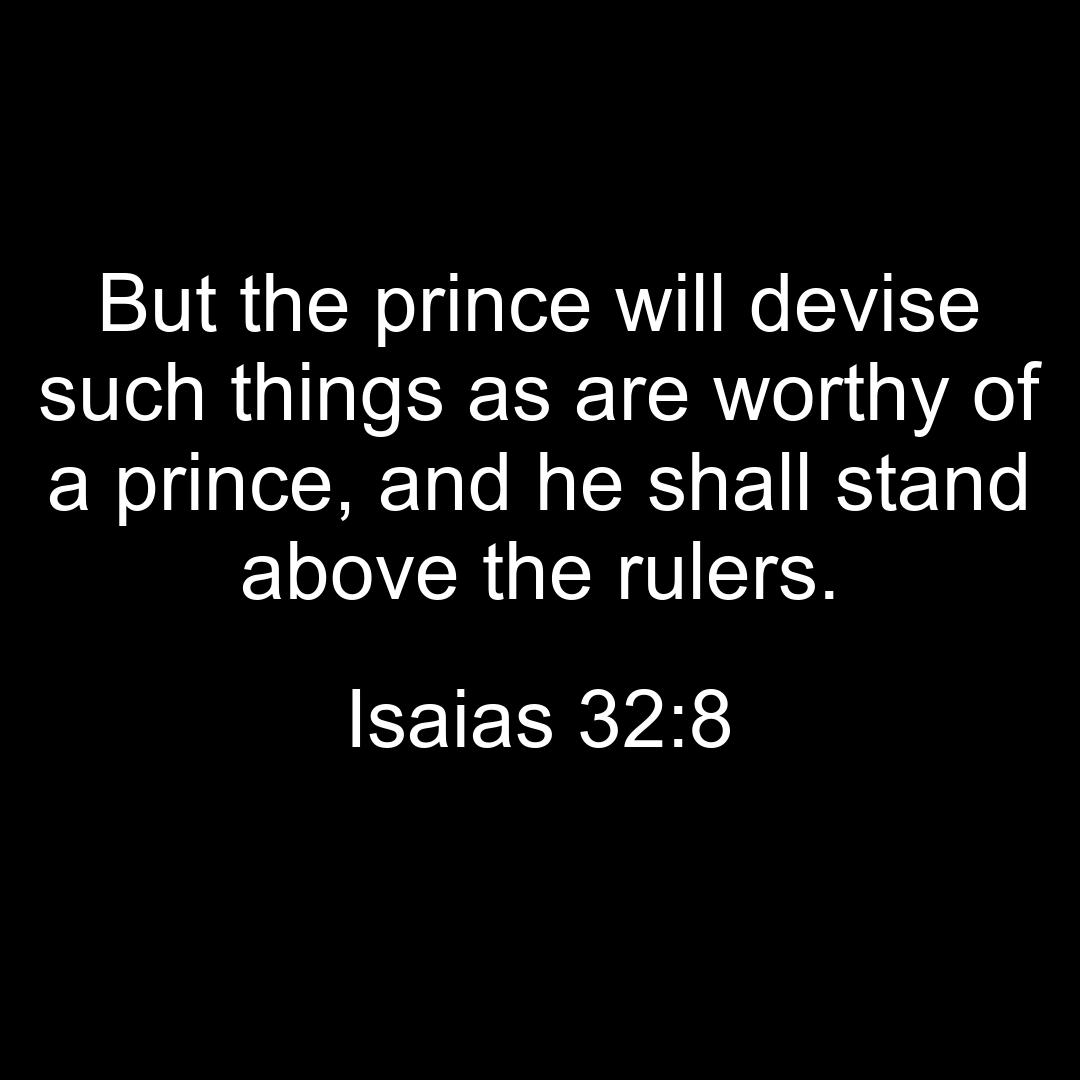 But the prince will devise
such things as are worthy of
a prince, and he shall stand
above the rulers.
Isaias 32:8